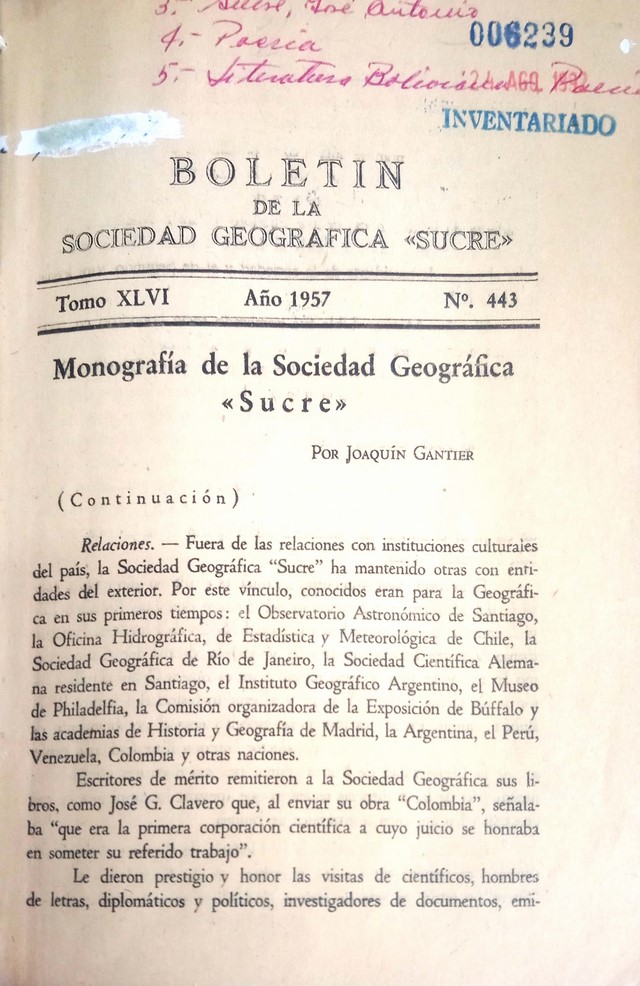 3.- Sucre, José Antonio
4.- Poesía
5.- Literatura Boliviana Poesía
006239
24 AGO. 19
INVENTARIADO
BOLETIN
DE LA
SOCIEDAD GEOGRAFICA «SUCRE»
Tomo XLVI Año 1957 Nº. 443
Monografía de la Sociedad Geográfica
«Sucre»
POR JOAQUÍN GANTIER
(Continuación)
Relaciones. — Fuera de las relaciones con instituciones culturales
del país, la Sociedad Geográfica “Sucre” ha mantenido otras con enti-
dades del exterior. Por este vínculo, conocidos eran para la Geográfi-
ca en sus primeros tiempos: el Observatorio Astronómico de Santiago,
la Oficina Hidrográfica, de Estadística y Meteorológica de Chile, la
Sociedad Geográfica de Río de Janeiro, la Sociedad Científica Alema-
na residente en Santiago, el Instituto Geográfico Argentino, el Museo
de Philadelfia, la Comisión organizadora de la Exposición de Búffalo y
las academias de Historia y Geografía de Madrid, la Argentina, el Perú,
Venezuela, Colombia y otras naciones.
Escritores de mérito remitieron a la Sociedad Geográfica sus li-
bros, como José G. Clavero que, al enviar su obra “Colombia”, señala-
ba “que era la primera corporación científica a cuyo juicio se honraba
en someter su referido trabajo”.
Le dieron prestigio y honor las visitas de científicos, hombres
de letras, diplomáticos y políticos, investigadores de documentos, emi-